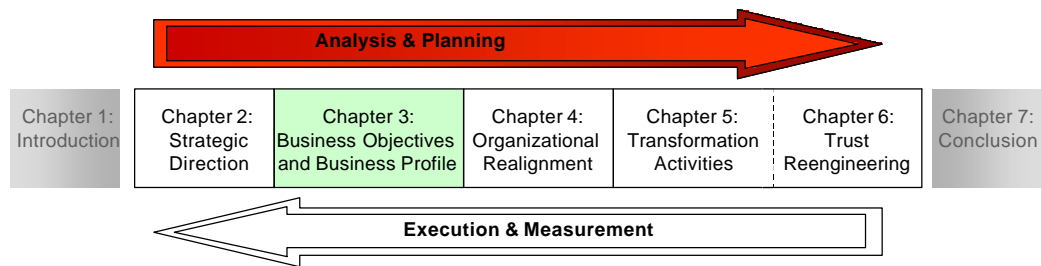 Analysis & Planning
Chapter 1:
Introduction
Chapter 2:
Strategic
Direction
Chapter 3:
Business Objectives
and Business Profile
Chapter 4:
Organizational
Realignment
Chapter 5:
Transformation
Activities
Chapter 6:
Trust
Reengineering
Chapter 7:
Conclusion
Execution & Measurement